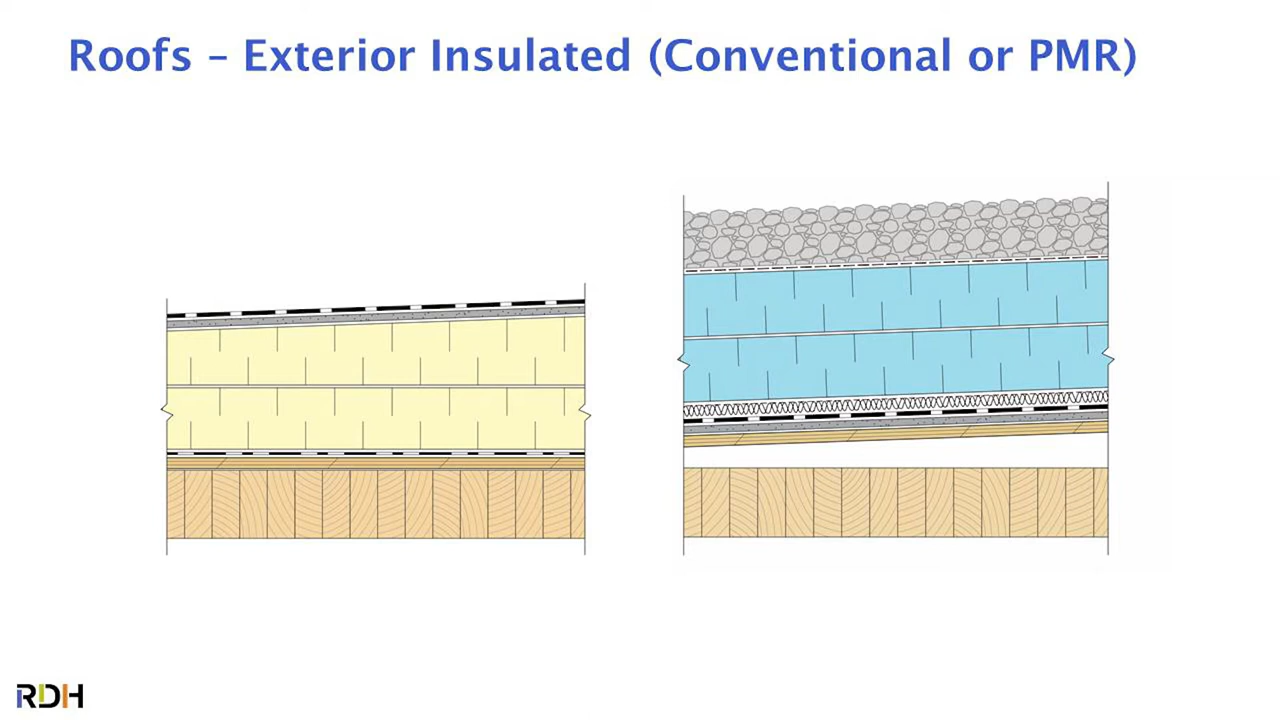 Roofs – Exterior Insulated (Conventional or PMR)
RDH